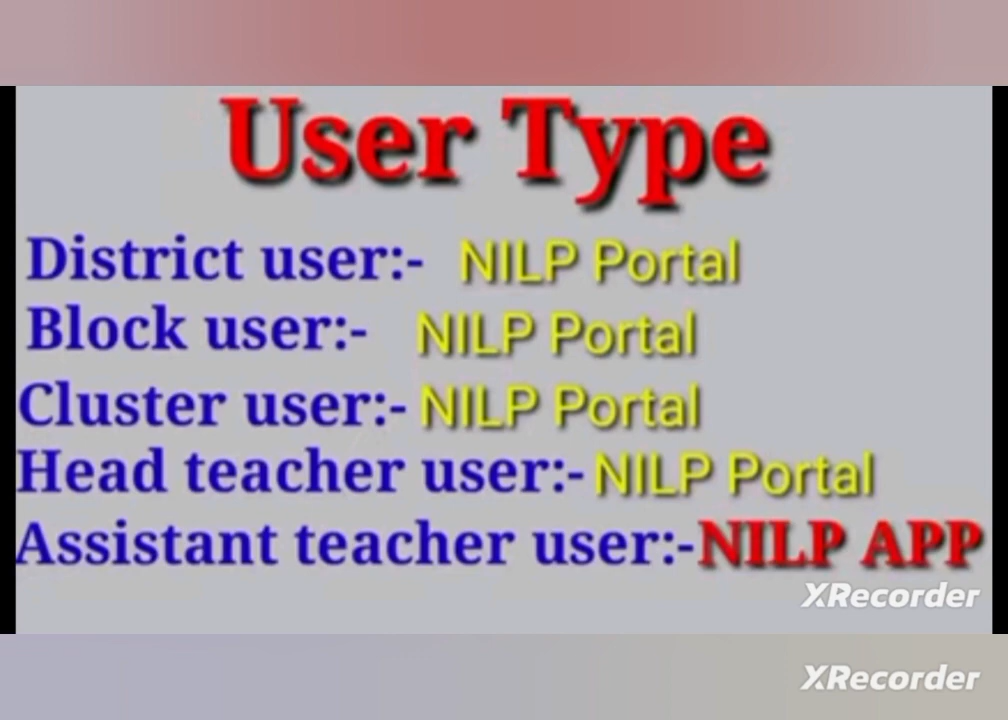 User Type
District user:- NILP Portal
Block user:- NILP Portal
Cluster user:- NILP Portal
Head teacher user:- NILP Portal
Assistant teacher user:- NILP APP
XRecorder
XRecorder